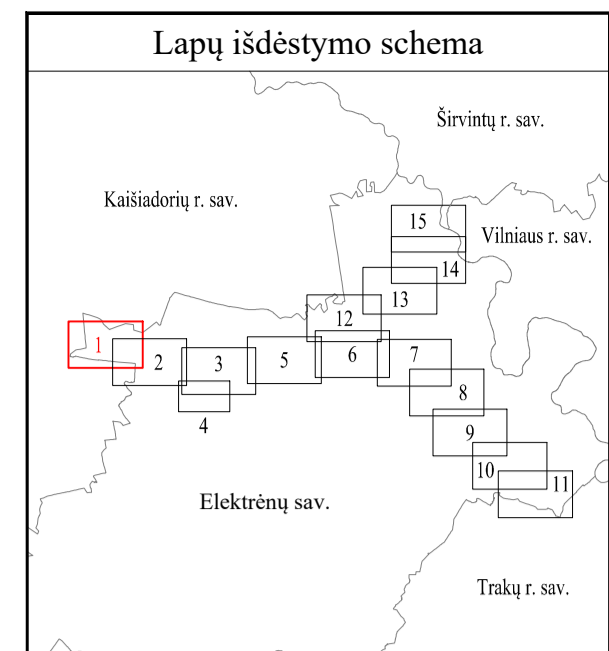 Lapų išdėstymo schema
Širvintų r. sav.
Kaišiadorių r. sav.
15
Vilniaus r. sav.
14
13
12
1
2
3
5
6
7
8
4
9
10
11
Elektrėnų sav.
Trakų r. sav.